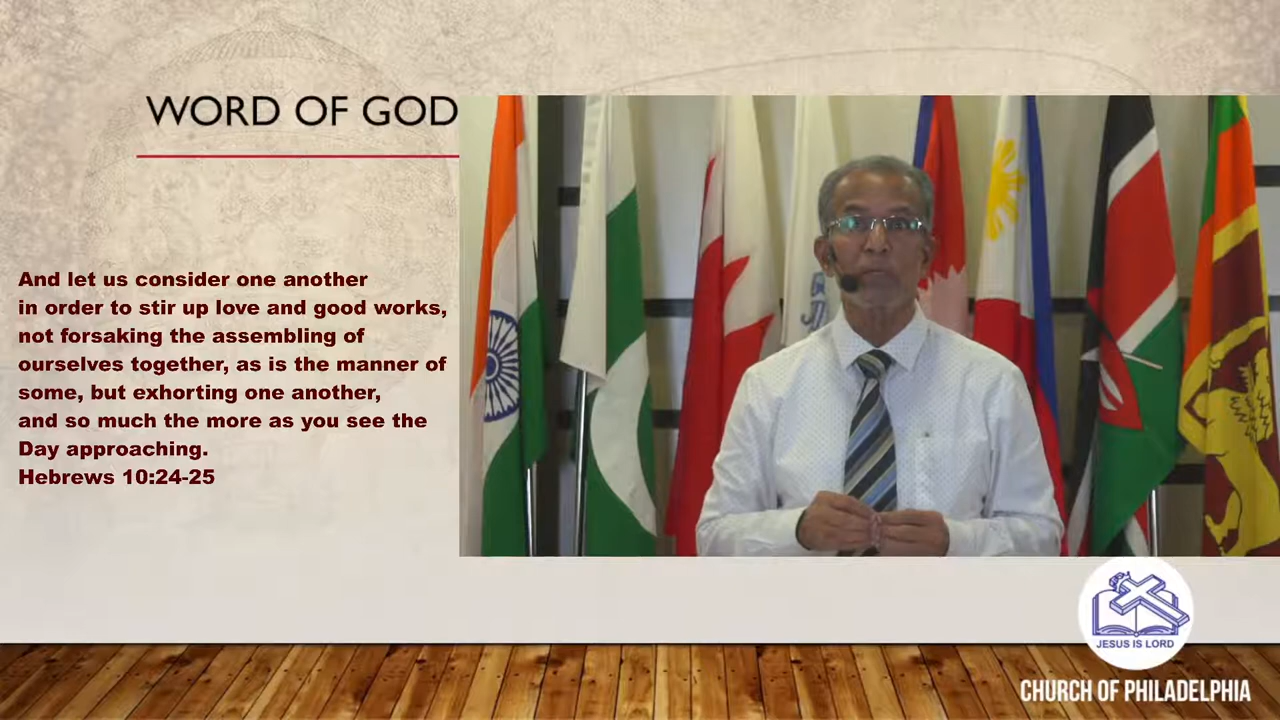 WORD OF GOD
And let us consider one another
in order to stir up love and good works,
not forsaking the assembling of
ourselves together, as is the manner of
some, but exhorting one another,
and so much the more as you see the
Day approaching.
Hebrews 10:24-25
JESUS IS LORD
CHURCH OF PHILADELPHIA